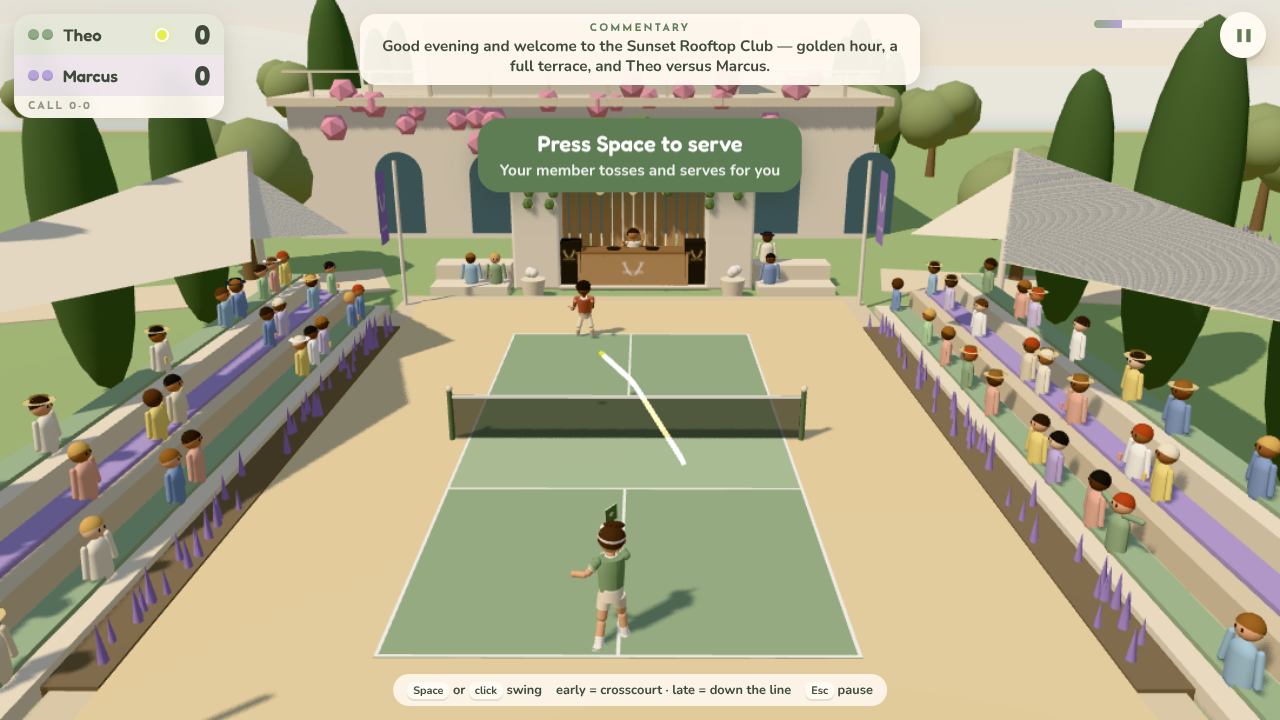 Theo 0
Marcus 0
CALL 0-0
COMMENTARY
Good evening and welcome to the Sunset Rooftop Club — golden hour, a
full terrace, and Theo versus Marcus.
Press Space to serve
Your member tosses and serves for you
Space or click swing early = crosscourt · late = down the line Esc pause